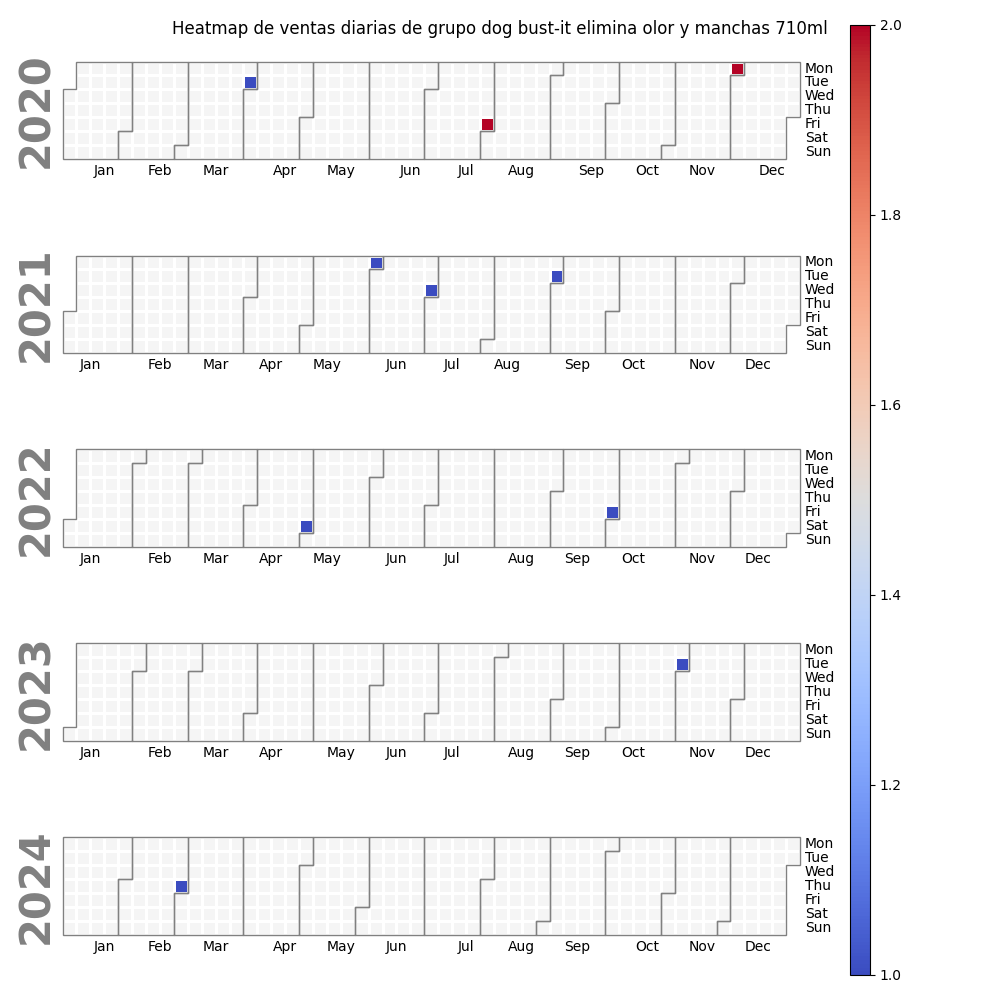 Heatmap de ventas diarias de grupo dog bust-it elimina olor y manchas 710ml
2020
Mon
Tue
Wed
Thu
Fri
Sat
Sun
Jan Feb Mar Apr May Jun Jul Aug Sep Oct Nov Dec
2021
Mon
Tue
Wed
Thu
Fri
Sat
Sun
Jan Feb Mar Apr May Jun Jul Aug Sep Oct Nov Dec
2022
Mon
Tue
Wed
Thu
Fri
Sat
Sun
Jan Feb Mar Apr May Jun Jul Aug Sep Oct Nov Dec
2023
Mon
Tue
Wed
Thu
Fri
Sat
Sun
Jan Feb Mar Apr May Jun Jul Aug Sep Oct Nov Dec
2024
Mon
Tue
Wed
Thu
Fri
Sat
Sun
Jan Feb Mar Apr May Jun Jul Aug Sep Oct Nov Dec
2.0
1.8
1.6
1.4
1.2
1.0